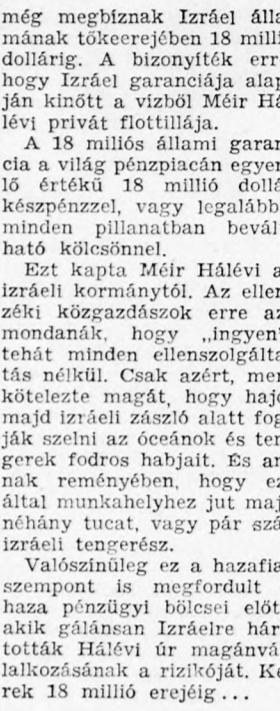 még megbíznak Izráel álla
mának tőkeerejében 18 milli
dollárig. A bizonyíték err
hogy Izráel garanciája alap
ján kinőtt a vízből Méir Há
lévi privát flottillája.
A 18 miliós állami garan
cia a világ pénzpiacán egyen
lő értékű 18 millió dollá
készpénzzel, vagy legalább
minden pillanatban bevál
ható kölcsönnel.
Ezt kapta Méir Hálévi a
izráeli kormánytól. Az ellen
zéki közgazdászok erre az
mondanák, hogy „ingyen"
tehát minden ellenszolgálta
tás nélkül. Csak azért, mer
kötelezte magát, hogy hajó
majd izráeli zászló alatt fog
ják szelni az óceánok és ten
gerek fodros habjait. És an
nak reményében, hogy ez
által munkahelyhez jut maj
néhány tucat, vagy pár szá
izráeli tengerész.
Valószínüleg ez a hazafia
szempont is megfordult
haza pénzügyi bölcsei előt
akik gálánsan Izráelre hár
tották Hálévi úr magánvá
lalkozásának a rizikóját. Ke
rek 18 millió erejéig...